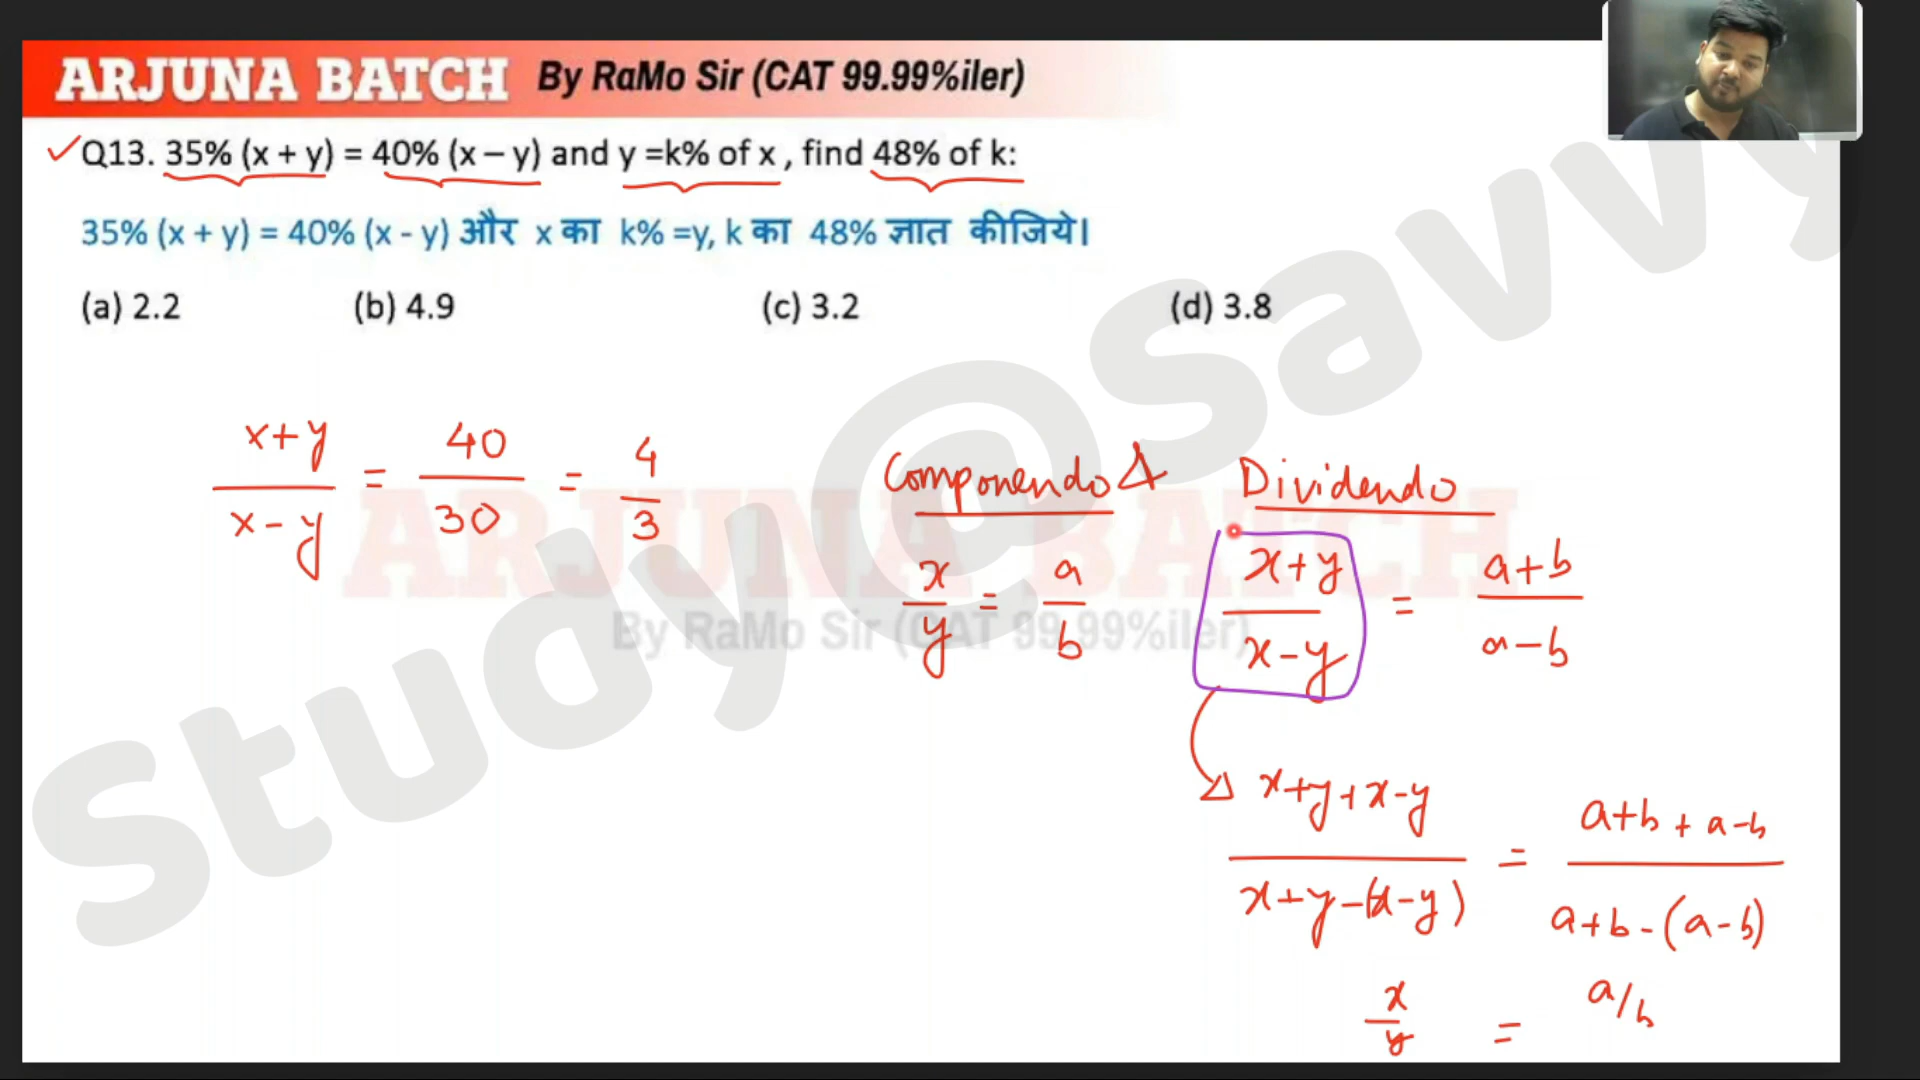 ARJUNA BATCH By RaMo Sir (CAT 99.99%iler)
Q13. 35% (x + y) = 40% (x – y) and y =k% of x , find 48% of k:
35% (x + y) = 40% (x - y) और x का k% =y, k का 48% ज्ञात कीजिये।
(a) 2.2 (b) 4.9 (c) 3.2 (d) 3.8
x+y / x-y = 40 / 30 = 4 / 3
Componendo & Dividendo
x / y = a / b
x+y / x-y = a+b / a-b
x+y+x-y / x+y-(x-y) = a+b+a-b / a+b-(a-b)
x / y = a/b
ARJUNA BATCH
By RaMo Sir (CAT 99.99%iler)
Study@Savvy